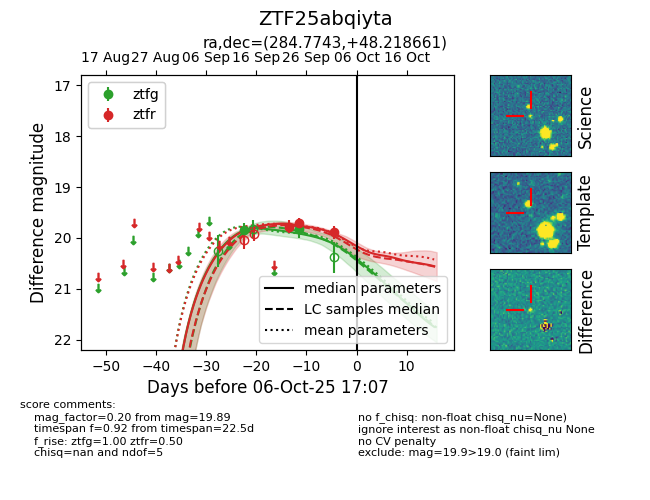 ZTF25abqiyta
ra,dec=(284.7743,+48.218661)
17 Aug 27 Aug 06 Sep 16 Sep 26 Sep 06 Oct 16 Oct
ztfg
ztfr
17
18
19
20
21
22
Difference magnitude
median parameters
LC samples median
mean parameters
−50 −40 −30 −20 −10 0 10
Days before 06-Oct-25 17:07
Science
Template
Difference
score comments:
mag_factor=0.20 from mag=19.89
timespan f=0.92 from timespan=22.5d
f_rise: ztfg=1.00 ztfr=0.50
chisq=nan and ndof=5
no f_chisq: non-float chisq_nu=None)
ignore interest as non-float chisq_nu None
no CV penalty
exclude: mag=19.9>19.0 (faint lim)